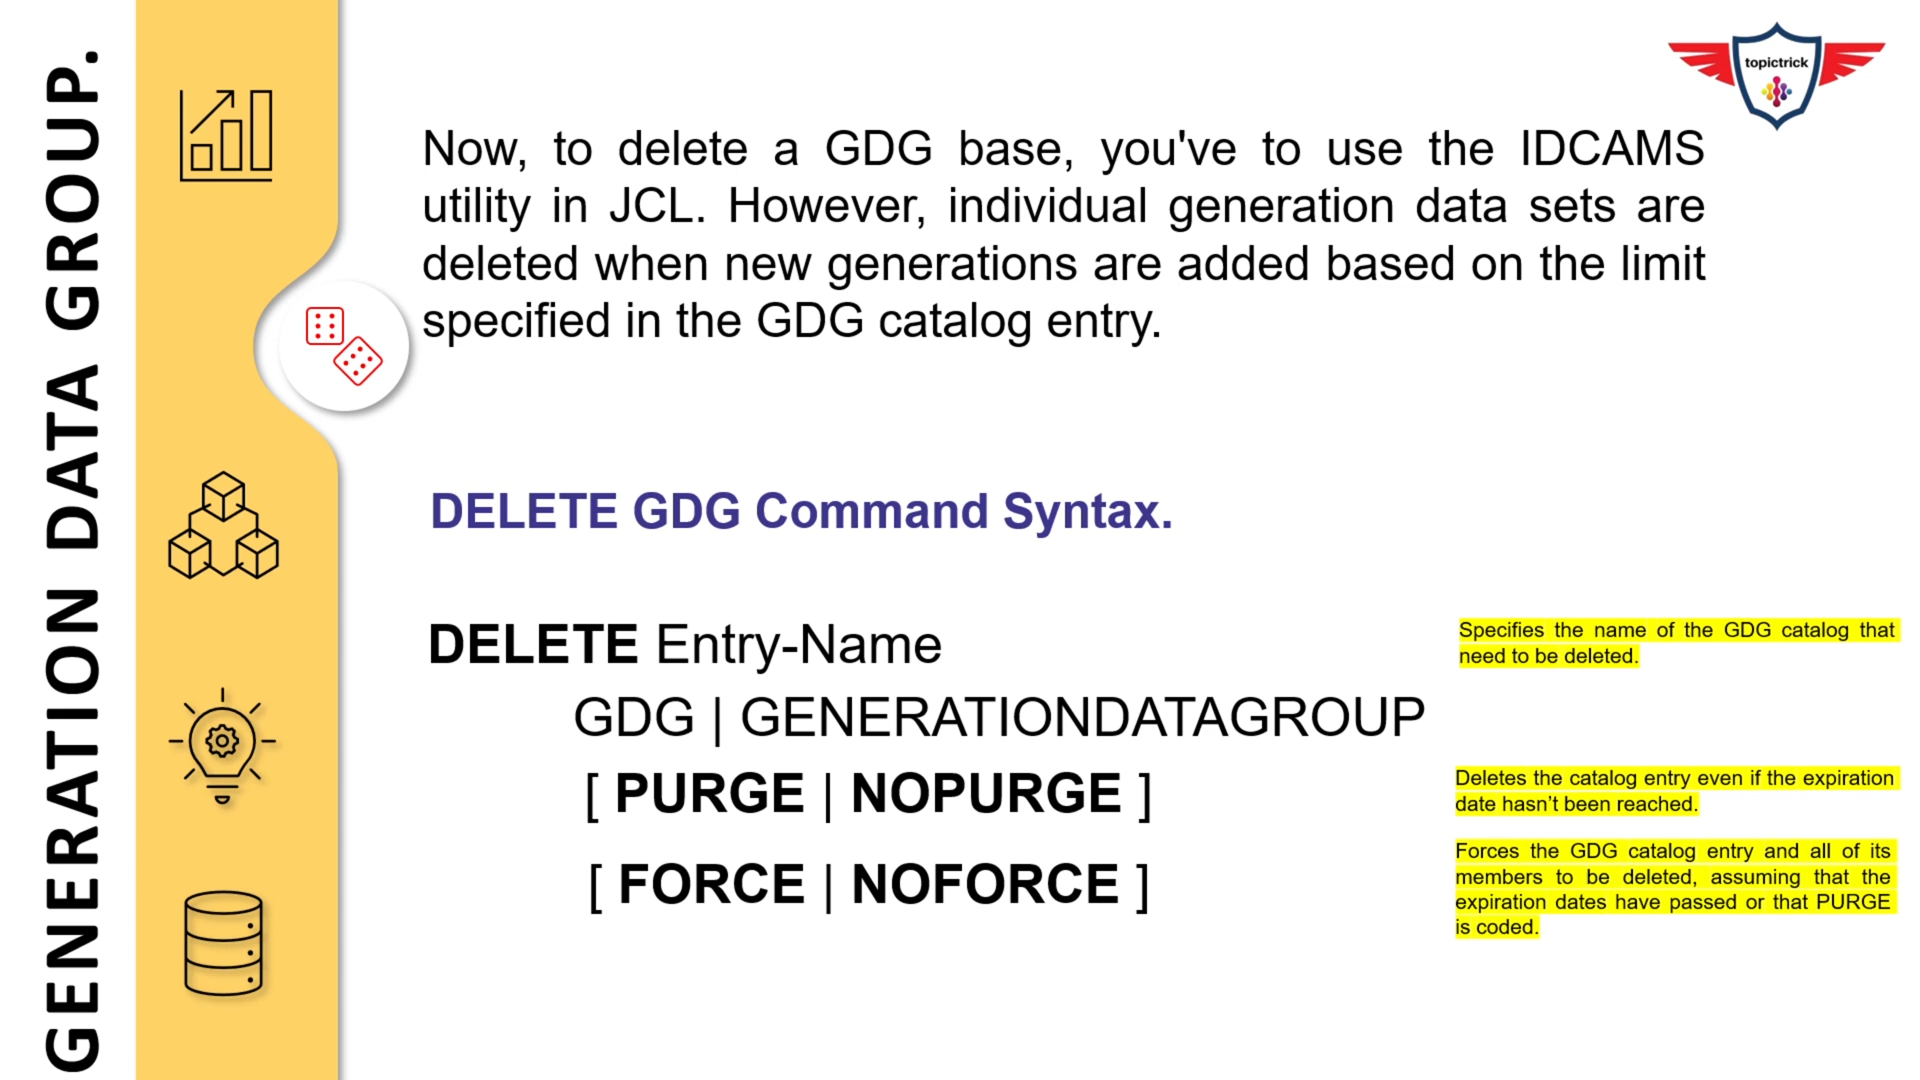 GENERATION DATA GROUP.
topictrick
Now, to delete a GDG base, you've to use the IDCAMS
utility in JCL. However, individual generation data sets are
deleted when new generations are added based on the limit
specified in the GDG catalog entry.
DELETE GDG Command Syntax.
DELETE Entry-Name
Specifies the name of the GDG catalog that
need to be deleted.
GDG | GENERATIONDATAGROUP
[ PURGE | NOPURGE ]
Deletes the catalog entry even if the expiration
date hasn’t been reached.
[ FORCE | NOFORCE ]
Forces the GDG catalog entry and all of its
members to be deleted, assuming that the
expiration dates have passed or that PURGE
is coded.